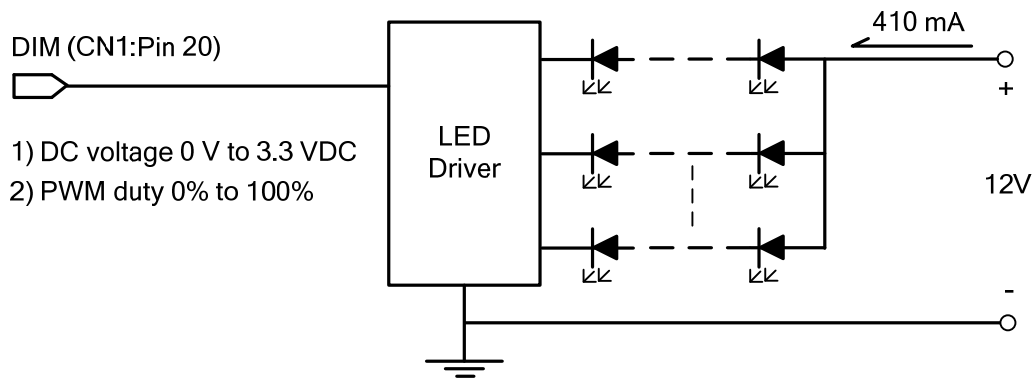 410 mA
DIM (CN1:Pin 20)
+
LED
Driver
1) DC voltage 0 V to 3.3 VDC
2) PWM duty 0% to 100%
12V
-